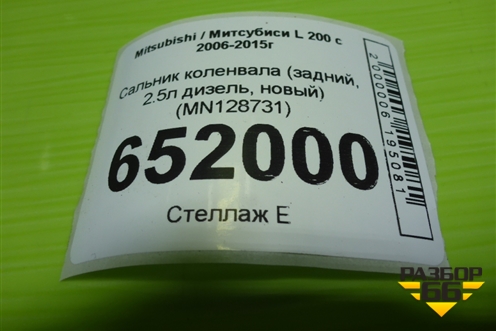 Mitsubishi / Митсубиси L 200 с
2006-2015г
Сальник коленвала (задний,
2.5л дизель, новый)
(MN128731)
652000
Стеллаж Е
2000006195081
РАЗБОР
66